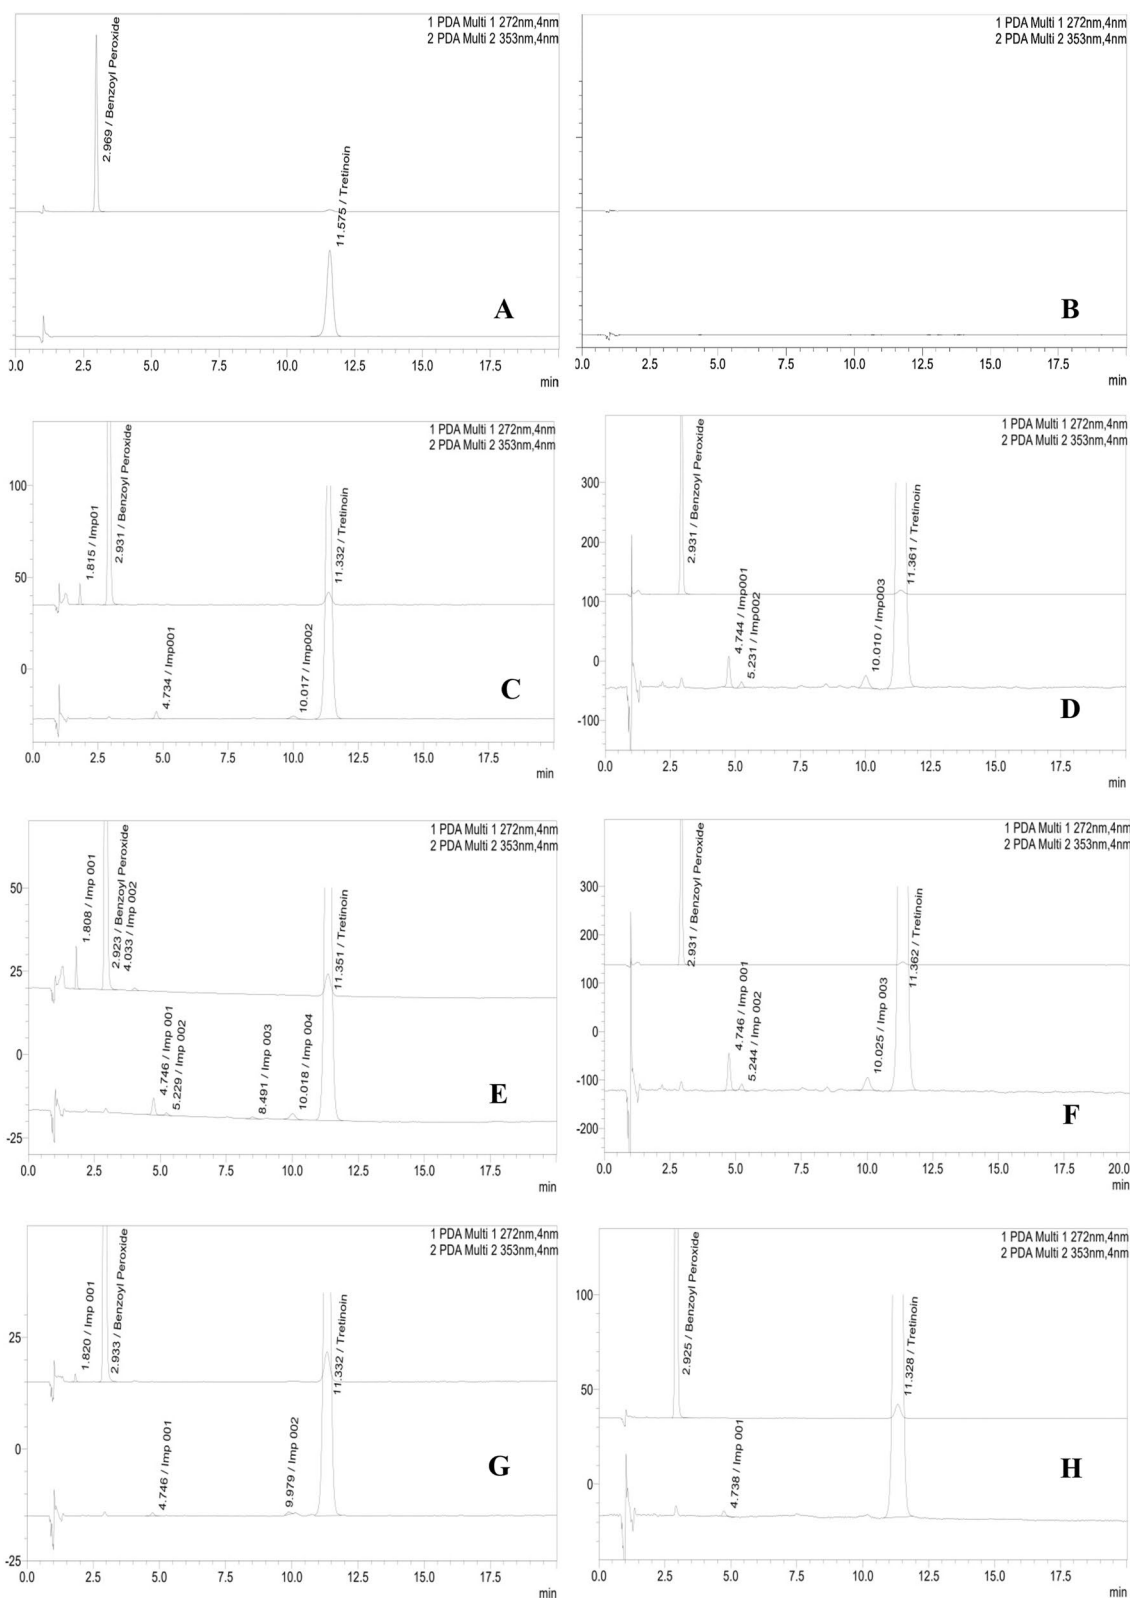 1 PDA Multi 1 272nm,4nm
2 PDA Multi 2 353nm,4nm
2.969 / Benzoyl Peroxide
11.575 / Tretinoin
A
0.0 2.5 5.0 7.5 10.0 12.5 15.0 17.5
min
1 PDA Multi 1 272nm,4nm
2 PDA Multi 2 353nm,4nm
B
2.5 5.0 7.5 10.0 12.5 15.0 17.5
min
1 PDA Multi 1 272nm,4nm
2 PDA Multi 2 353nm,4nm
100
50
0
1.815 / Imp01
2.931 / Benzoyl Peroxide
11.332 / Tretinoin
4.734 / Imp001
10.017 / Imp002
C
0.0 2.5 5.0 7.5 10.0 12.5 15.0 17.5
min
1 PDA Multi 1 272nm,4nm
2 PDA Multi 2 353nm,4nm
300
200
100
0
-100
2.931 / Benzoyl Peroxide
4.744 / Imp001
5.231 / Imp002
10.010 / Imp003
11.361 / Tretinoin
D
0.0 2.5 5.0 7.5 10.0 12.5 15.0 17.5
min
1 PDA Multi 1 272nm,4nm
2 PDA Multi 2 353nm,4nm
50
25
0
-25
1.808 / Imp 001
2.923 / Benzoyl Peroxide
4.033 / Imp 002
11.351 / Tretinoin
4.746 / Imp 001
5.229 / Imp 002
8.491 / Imp 003
10.018 / Imp 004
E
0.0 2.5 5.0 7.5 10.0 12.5 15.0 17.5
min
1 PDA Multi 1 272nm,4nm
2 PDA Multi 2 353nm,4nm
300
200
100
0
-100
-200
2.931 / Benzoyl Peroxide
4.746 / Imp 001
5.244 / Imp 002
10.025 / Imp 003
11.362 / Tretinoin
F
0.0 2.5 5.0 7.5 10.0 12.5 15.0 17.5 20.0
min
1 PDA Multi 1 272nm,4nm
2 PDA Multi 2 353nm,4nm
25
0
-25
1.820 / Imp 001
2.933 / Benzoyl Peroxide
11.332 / Tretinoin
4.746 / Imp 001
9.979 / Imp 002
G
0.0 2.5 5.0 7.5 10.0 12.5 15.0 17.5
min
1 PDA Multi 1 272nm,4nm
2 PDA Multi 2 353nm,4nm
100
50
0
2.925 / Benzoyl Peroxide
11.328 / Tretinoin
4.738 / Imp 001
H
0.0 2.5 5.0 7.5 10.0 12.5 15.0 17.5
min